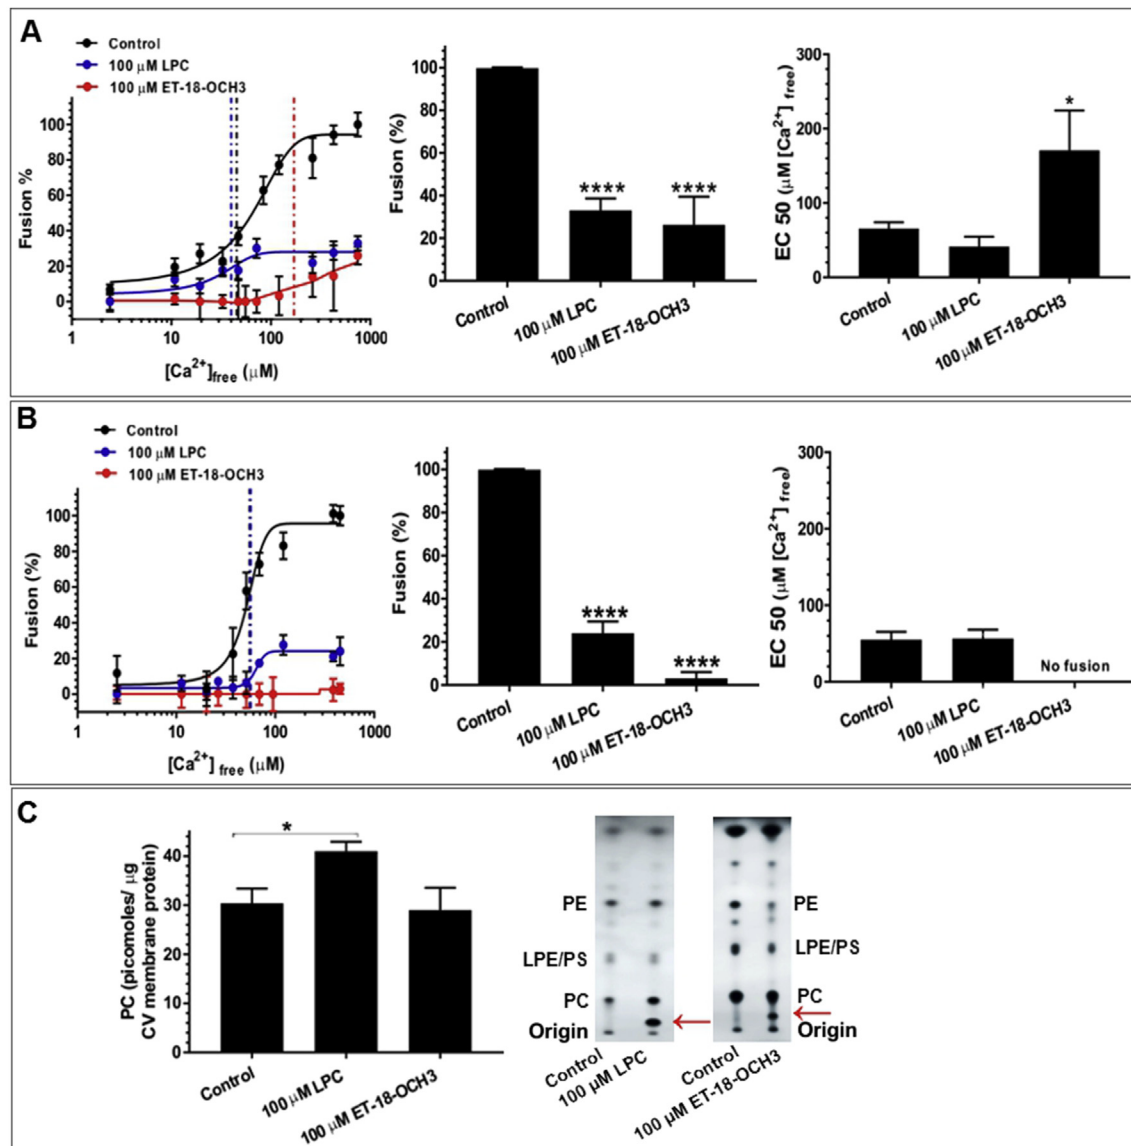 A
Control
100 μM LPC
100 μM ET-18-OCH3
Fusion %
100
80
60
40
20
0
1
10
100
1000
[Ca2+]free (μM)
Fusion (%)
100
80
60
40
20
0
****
****
Control
100 μM LPC
100 μM ET-18-OCH3
EC 50 (μM [Ca2+] free)
300
200
100
0
*
Control
100 μM LPC
100 μM ET-18-OCH3
B
Control
100 μM LPC
100 μM ET-18-OCH3
Fusion (%)
100
80
60
40
20
0
1
10
100
1000
[Ca2+] free (μM)
Fusion (%)
100
80
60
40
20
0
****
****
Control
100 μM LPC
100 μM ET-18-OCH3
EC 50 (μM [Ca2+] free)
300
200
100
0
No fusion
Control
100 μM LPC
100 μM ET-18-OCH3
C
PC (picomoles/ μg
CV membrane protein)
40
30
20
10
0
*
Control
100 μM LPC
100 μM ET-18-OCH3
PE
LPE/PS
PC
Origin
Control
100 μM LPC
PE
LPE/PS
PC
Origin
Control
100 μM ET-18-OCH3